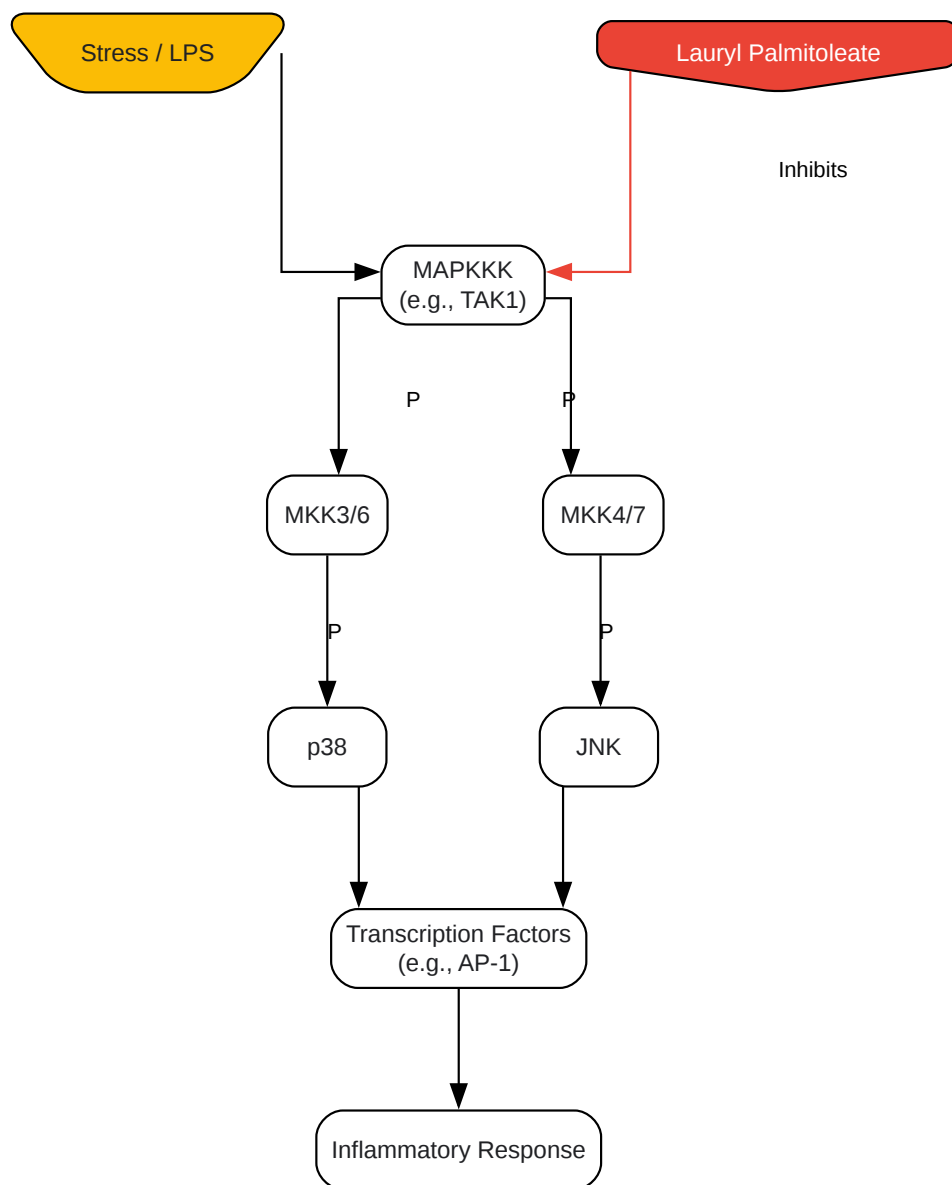 Stress / LPS
Lauryl Palmitoleate
Inhibits
MAPKKK
(e.g., TAK1)
P
P
MKK3/6
MKK4/7
P
P
p38
JNK
Transcription Factors
(e.g., AP-1)
Inflammatory Response